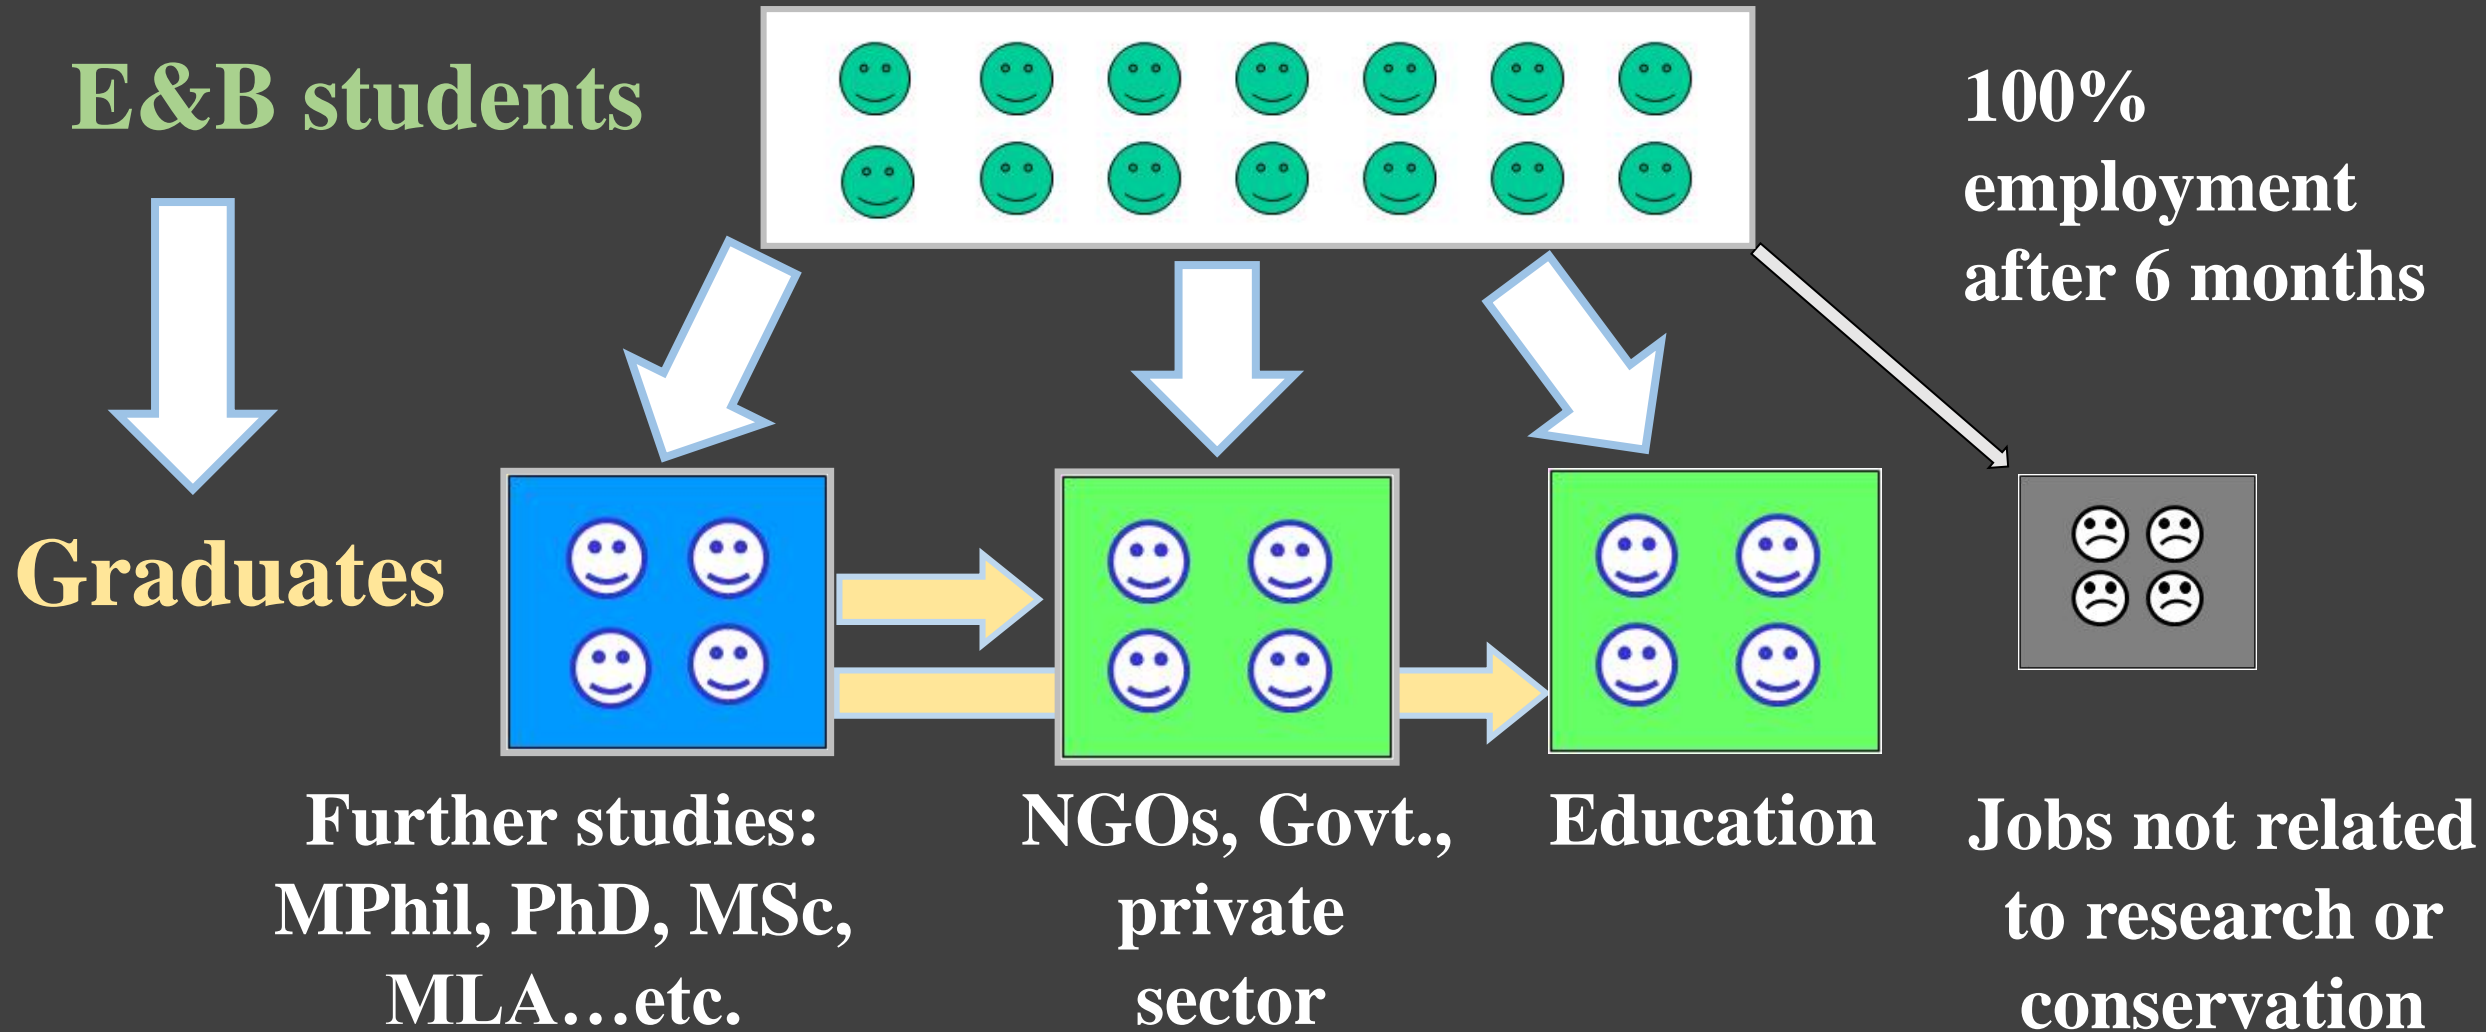 E&B students
100%
employment
after 6 months
Graduates
Further studies:
MPhil, PhD, MSc,
MLA…etc.
NGOs, Govt.,
private
sector
Education
Jobs not related
to research or
conservation